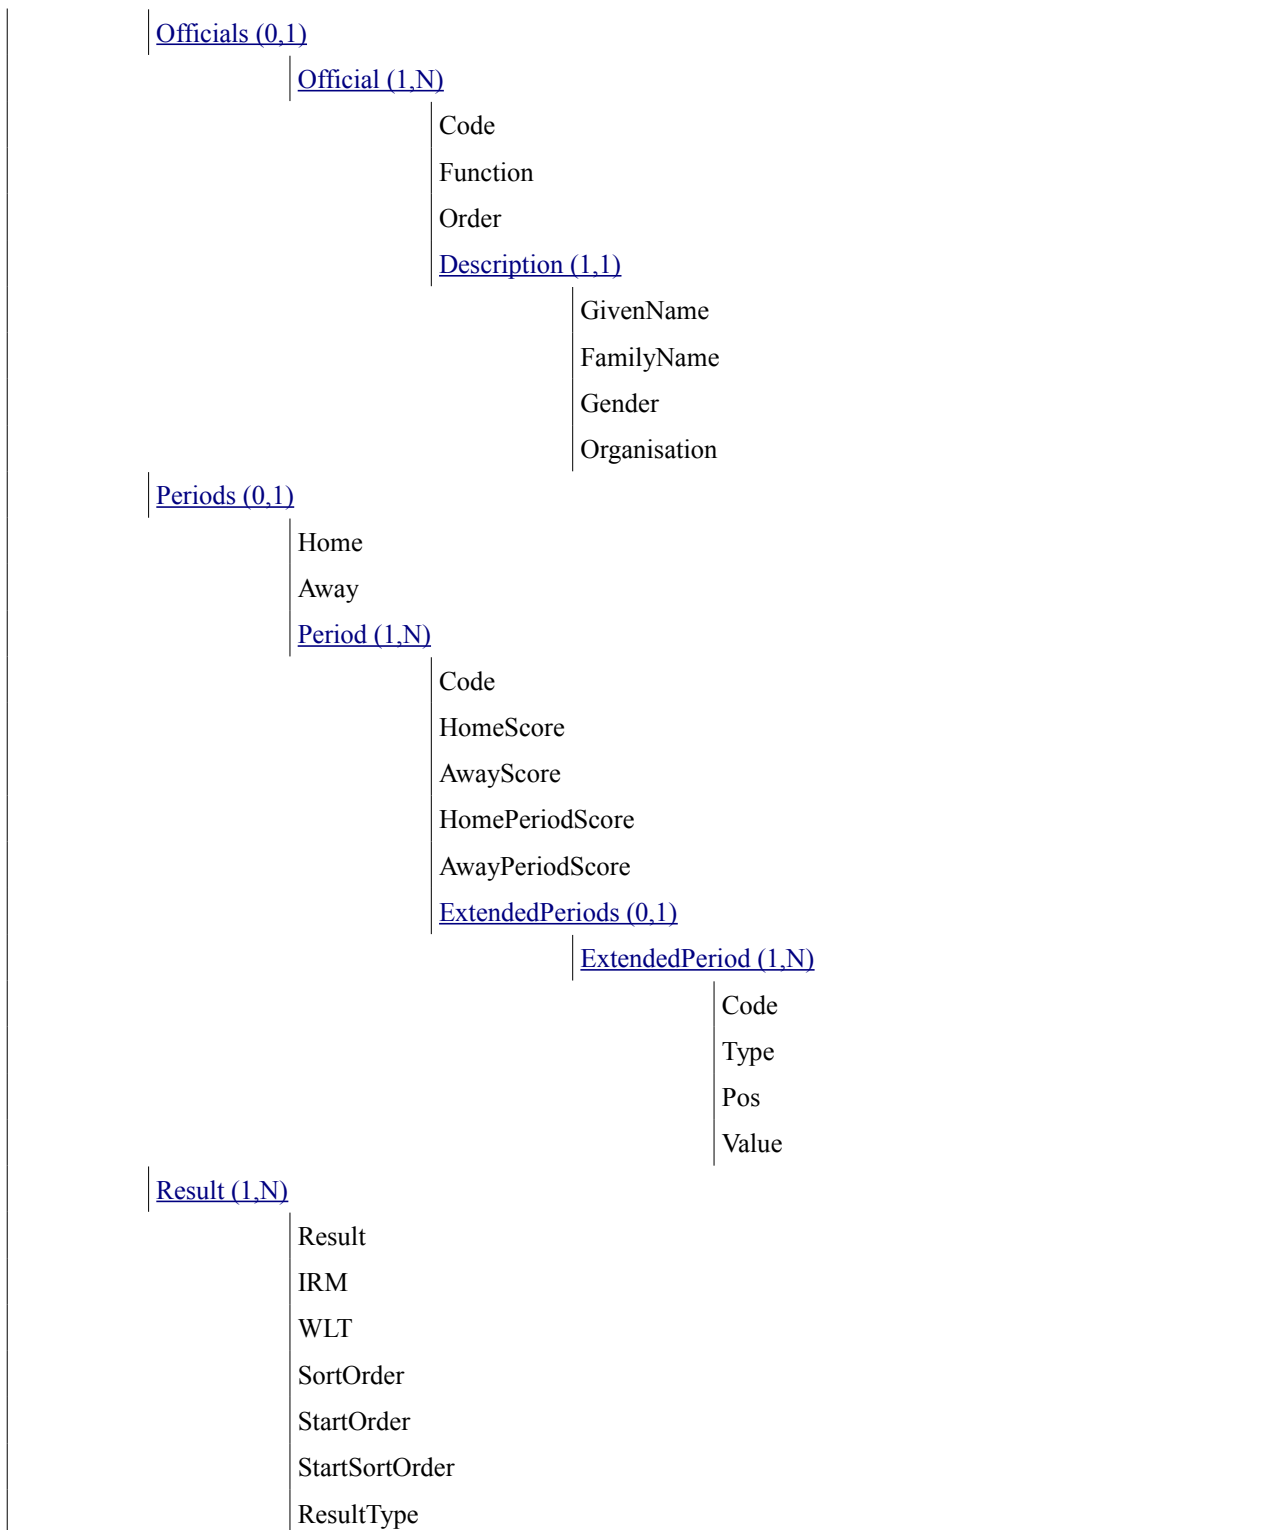 Officials (0,1)
Official (1,N)
Code
Function
Order
Description (1,1)
GivenName
FamilyName
Gender
Organisation
Periods (0,1)
Home
Away
Period (1,N)
Code
HomeScore
AwayScore
HomePeriodScore
AwayPeriodScore
ExtendedPeriods (0,1)
ExtendedPeriod (1,N)
Code
Type
Pos
Value
Result (1,N)
Result
IRM
WLT
SortOrder
StartOrder
StartSortOrder
ResultType